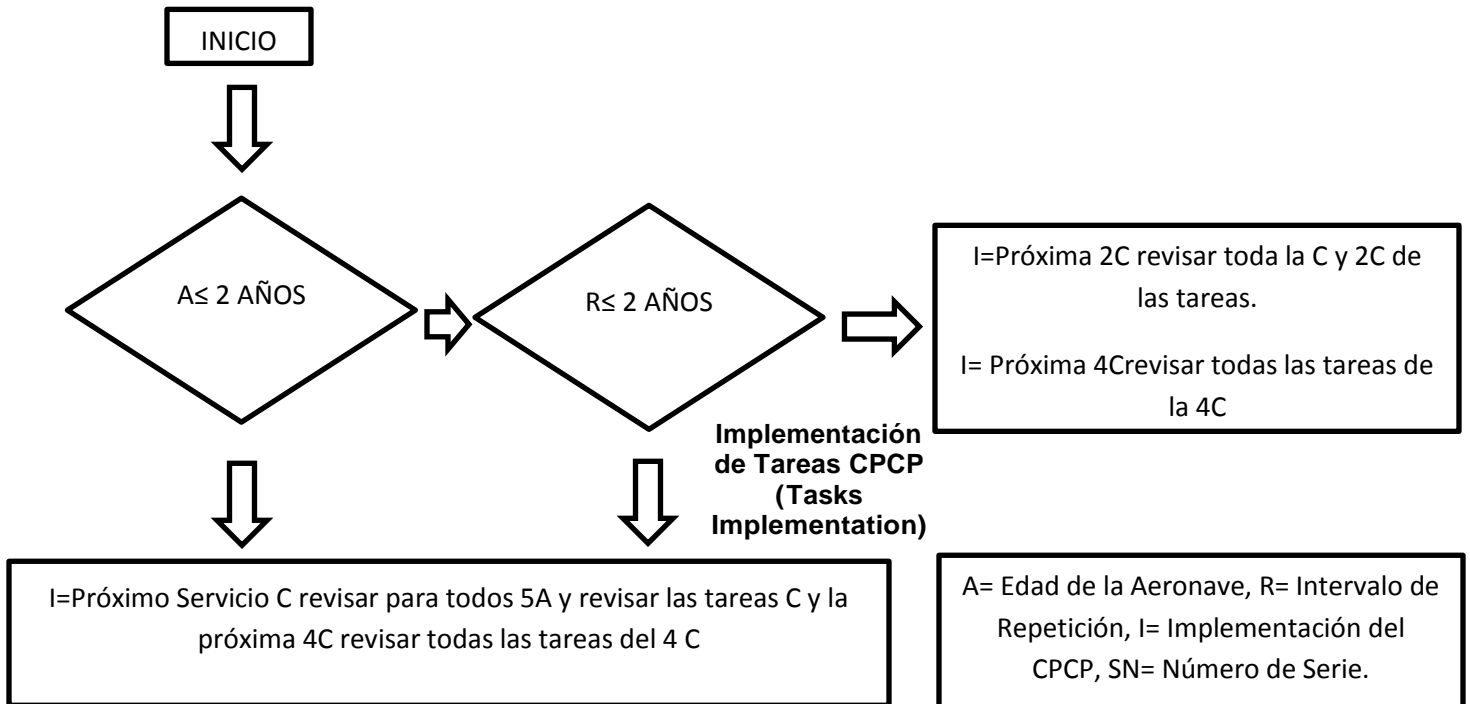 INICIO
A≤ 2 AÑOS
R≤ 2 AÑOS
I=Próxima 2C revisar toda la C y 2C de
las tareas.
I= Próxima 4Crevisar todas las tareas de
la 4C
Implementación
de Tareas CPCP
(Tasks
Implementation)
I=Próximo Servicio C revisar para todos 5A y revisar las tareas C y la
próxima 4C revisar todas las tareas del 4 C
A= Edad de la Aeronave, R= Intervalo de
Repetición, I= Implementación del
CPCP, SN= Número de Serie.